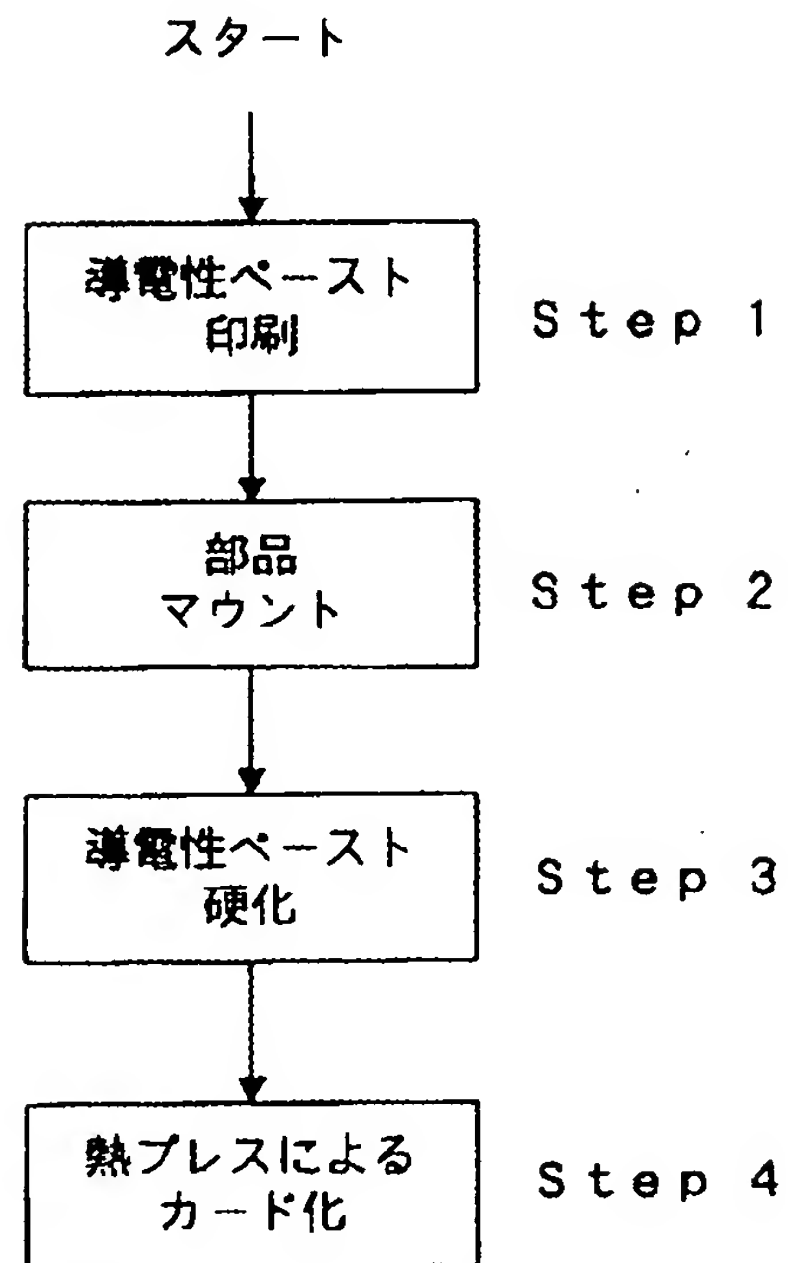 スタート
導電性ペースト
印刷
Step 1
部品
マウント
Step 2
導電性ペースト
硬化
Step 3
熱プレスによる
カード化
Step 4